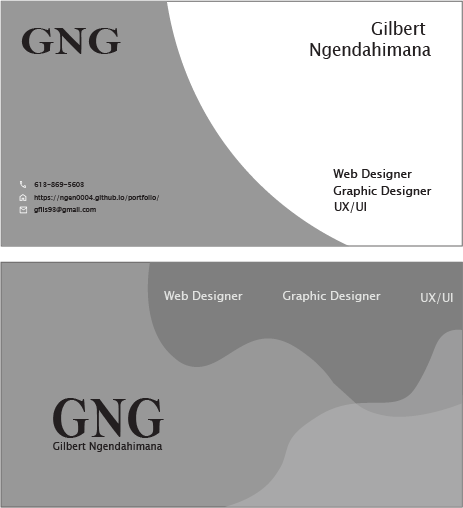 GNG
Gilbert
Ngendahimana
613-869-5603
https://ngen0004.github.io/portfolio/
gflis98@gmail.com
Web Designer
Graphic Designer
UX/UI
Web Designer Graphic Designer UX/UI
GNG
Gilbert Ngendahimana